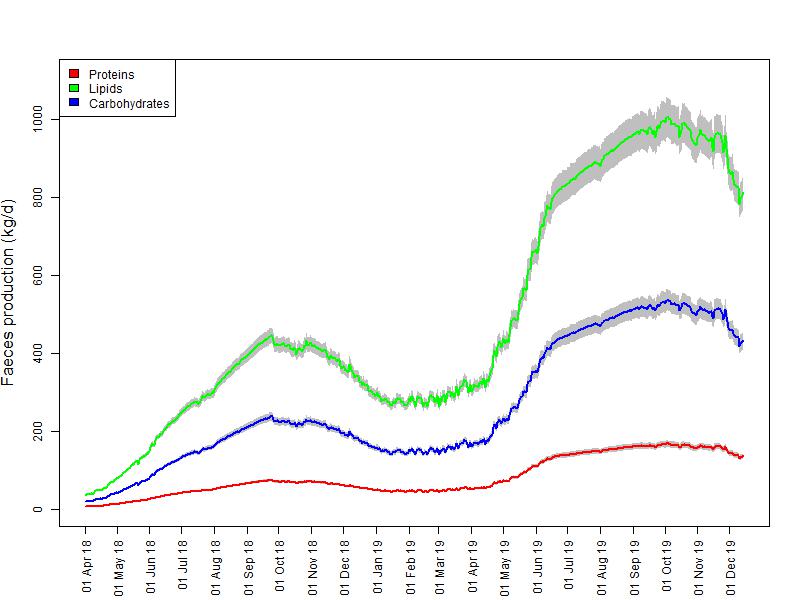 Proteins
Lipids
Carbohydrates
Faeces production (kg/d)
1000
800
600
400
200
0
01 Apr 18
01 May 18
01 Jun 18
01 Jul 18
01 Aug 18
01 Sep 18
01 Oct 18
01 Nov 18
01 Dec 18
01 Jan 19
01 Feb 19
01 Mar 19
01 Apr 19
01 May 19
01 Jun 19
01 Jul 19
01 Aug 19
01 Sep 19
01 Oct 19
01 Nov 19
01 Dec 19